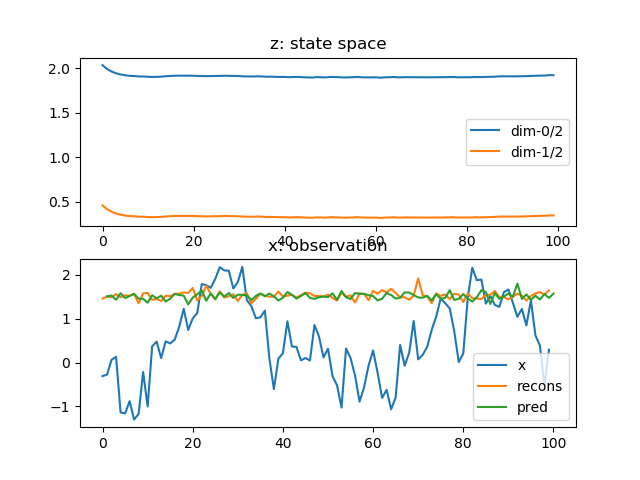 z: state space
2.0
1.5
1.0
0.5
dim-0/2
dim-1/2
0 20 40 60 80 100
x: observation
2
1
0
−1
x
recons
pred
0 20 40 60 80 100